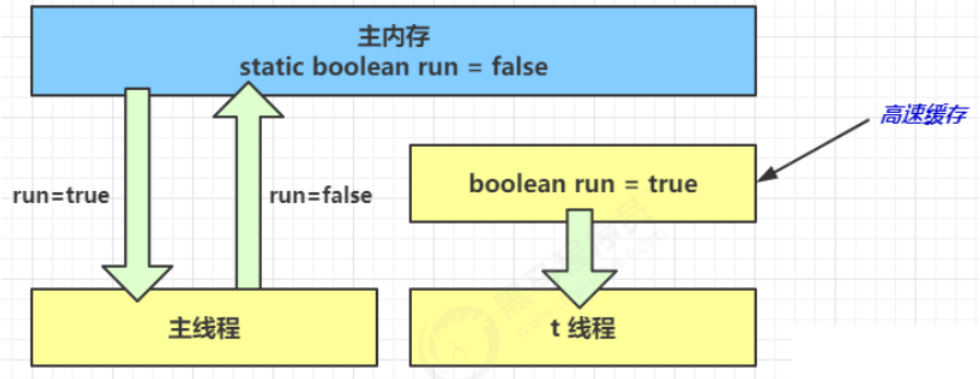 主内存
static boolean run = false
高速缓存
boolean run = true
run=true
run=false
主线程
t 线程